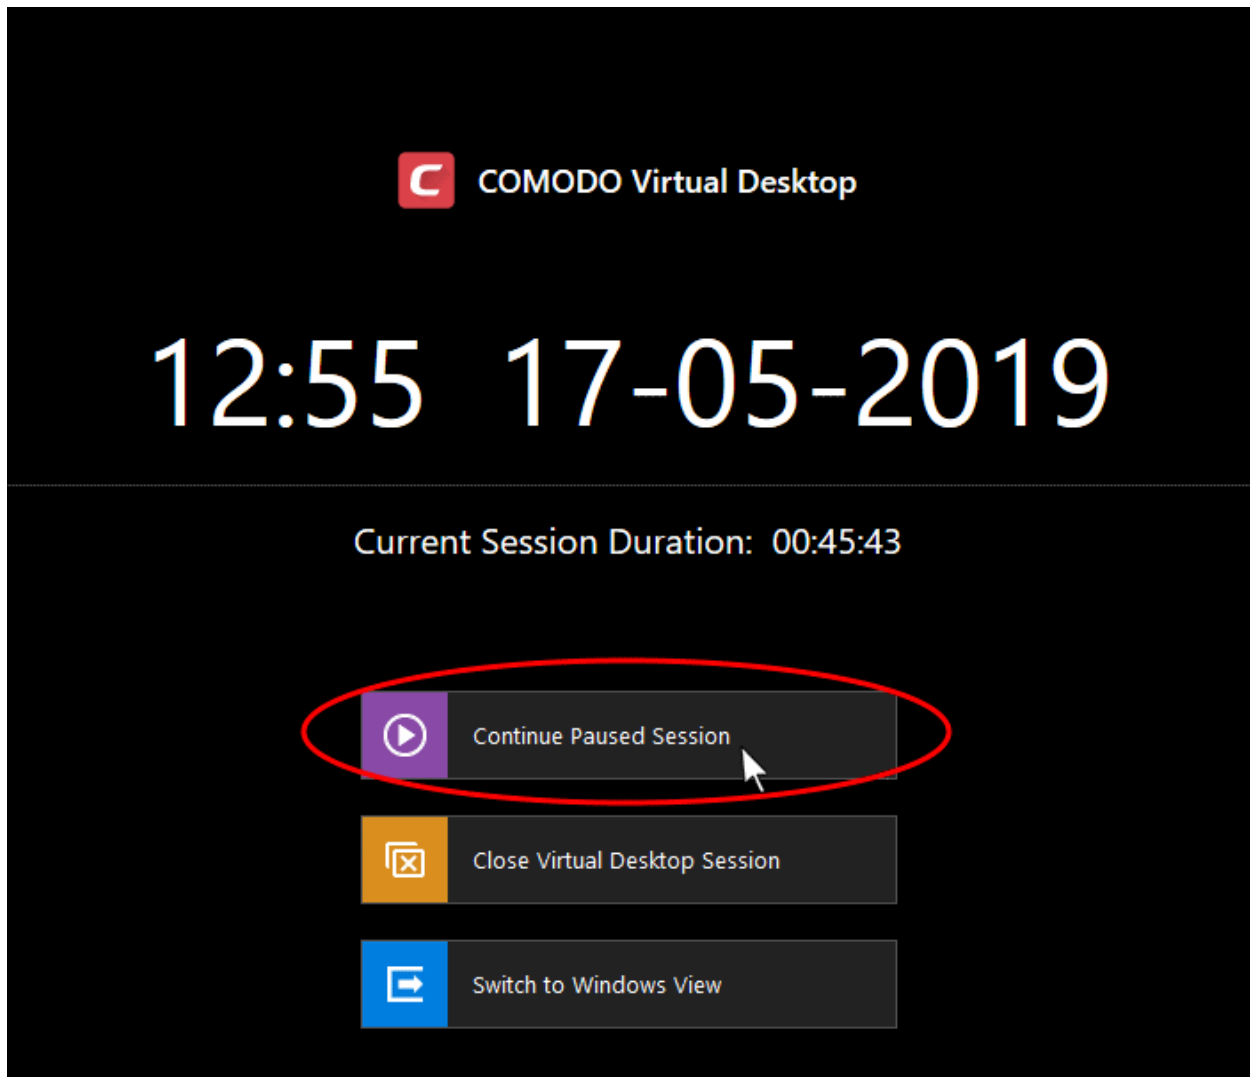 COMODO Virtual Desktop
12:55 17-05-2019
Current Session Duration: 00:45:43
Continue Paused Session
Close Virtual Desktop Session
Switch to Windows View